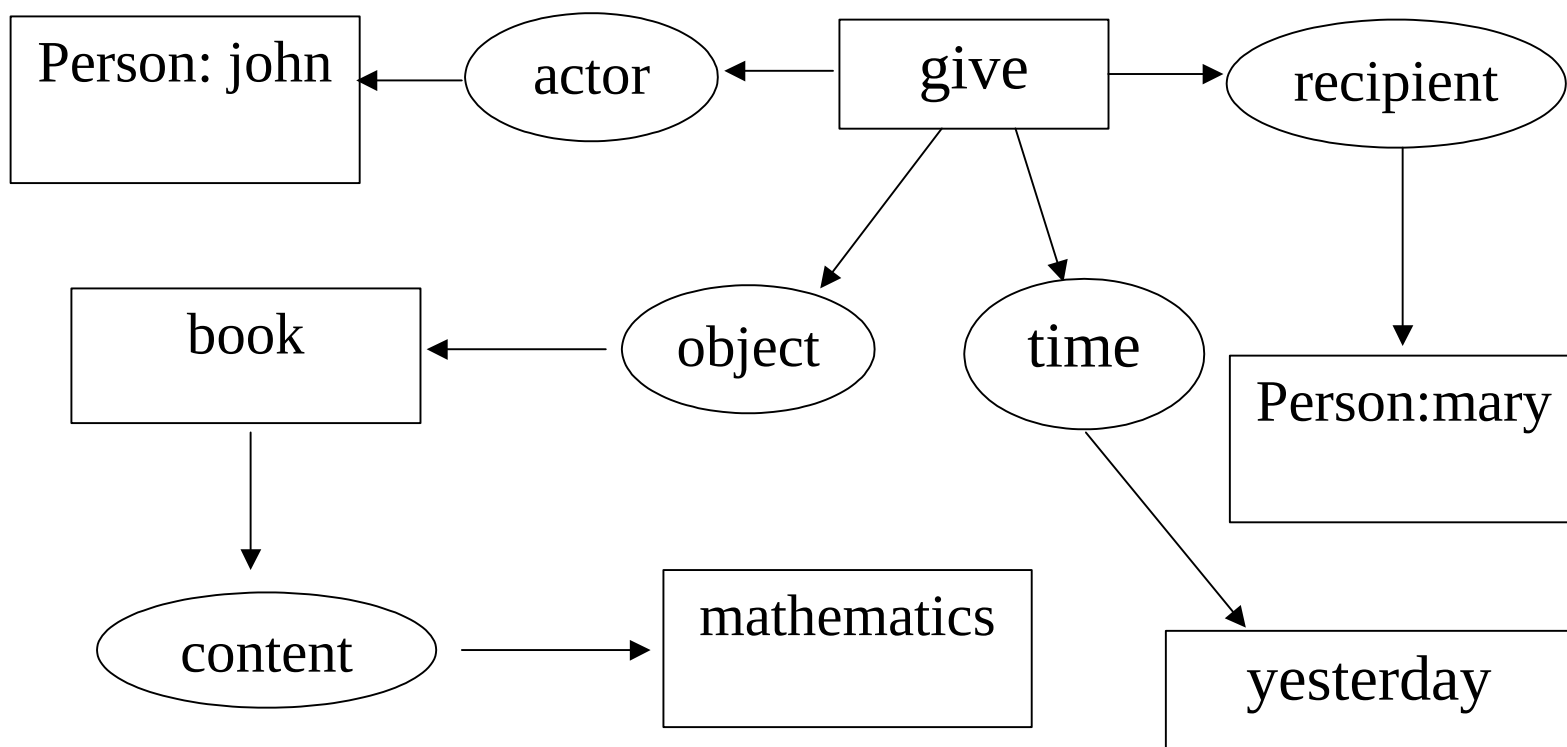 Person: john
actor
give
recipient
book
object
time
Person:mary
content
mathematics
yesterday